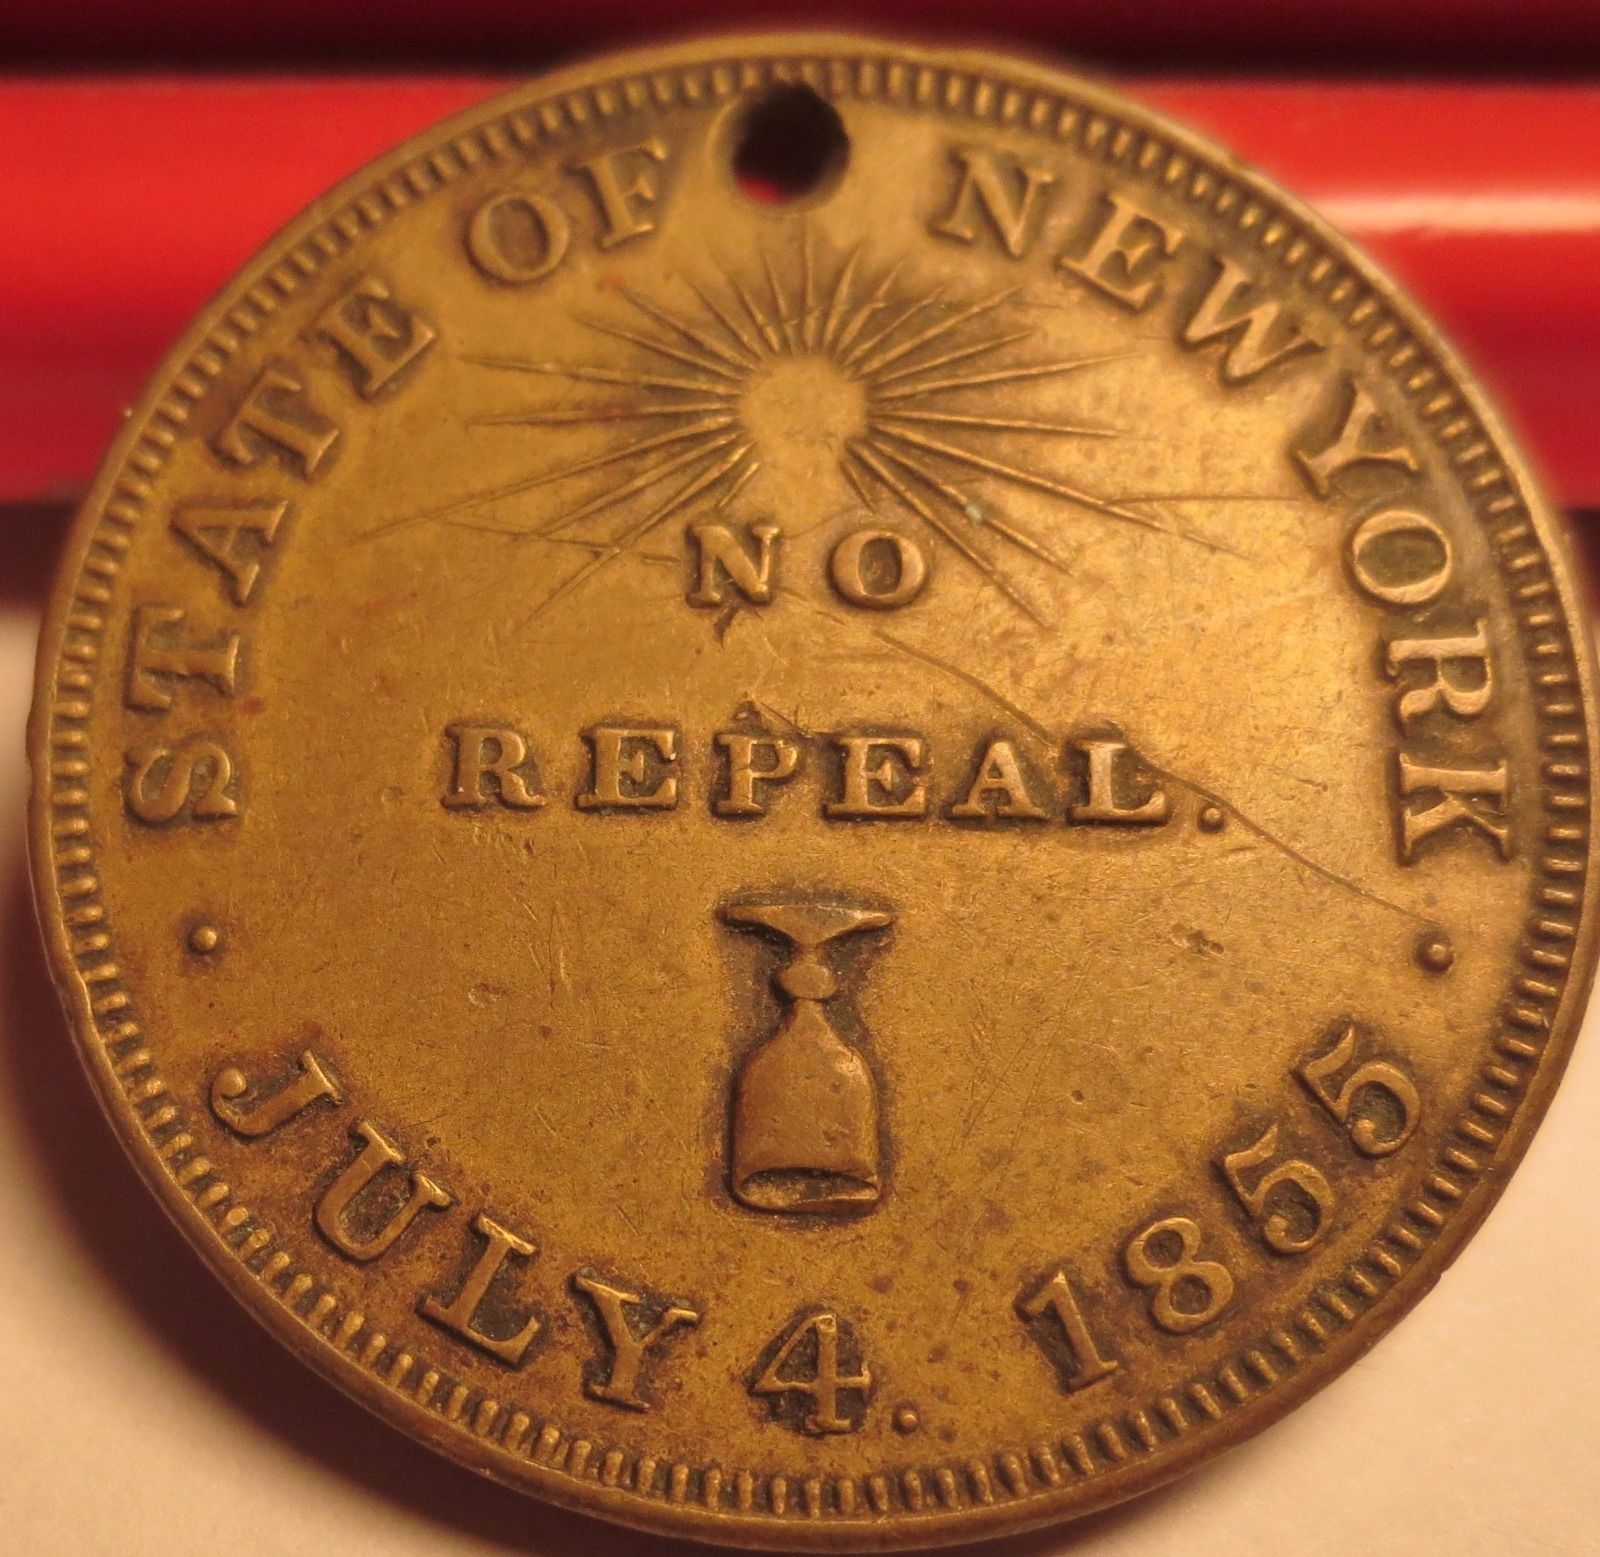 STATE OF NEW YORK
NO
REPEAL.
JULY 4. 1855